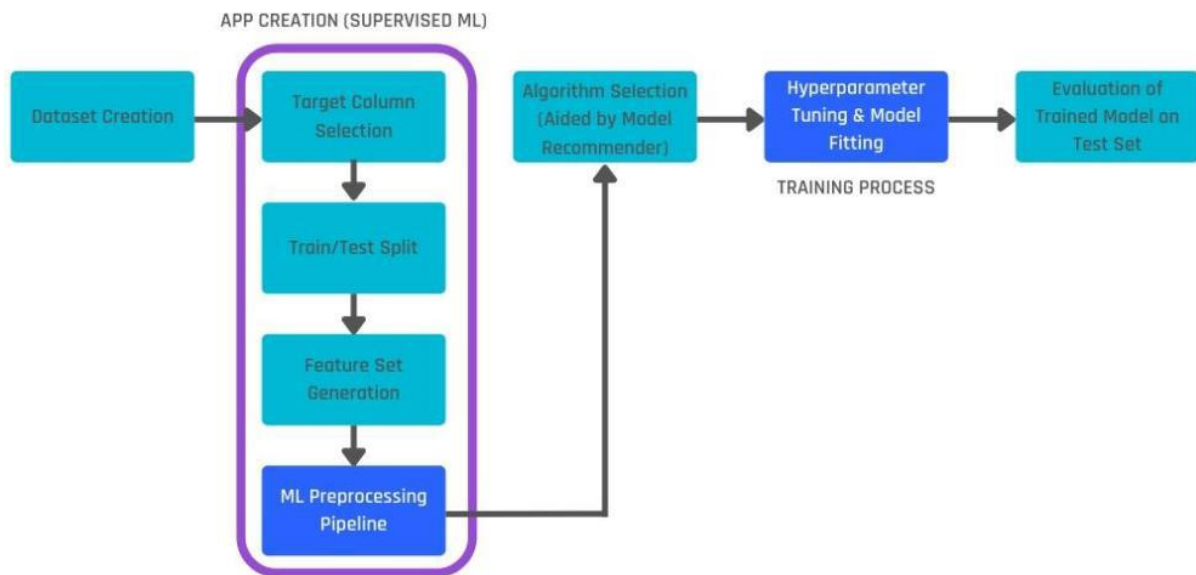 APP CREATION (SUPERVISED ML)
Dataset Creation
Target Column
Selection
Train/Test Split
Feature Set
Generation
ML Preprocessing
Pipeline
Algorithm Selection
(Aided by Model
Recommender)
Hyperparameter
Tuning & Model
Fitting
TRAINING PROCESS
Evaluation of
Trained Model on
Test Set